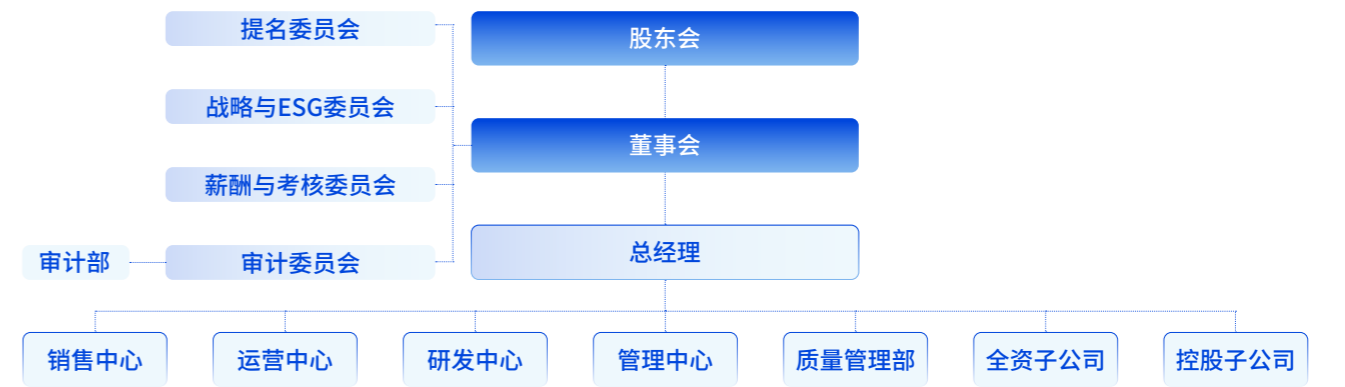 提名委员会
股东会
战略与ESG委员会
董事会
薪酬与考核委员会
总经理
审计部
审计委员会
销售中心
运营中心
研发中心
管理中心
质量管理部
全资子公司
控股子公司